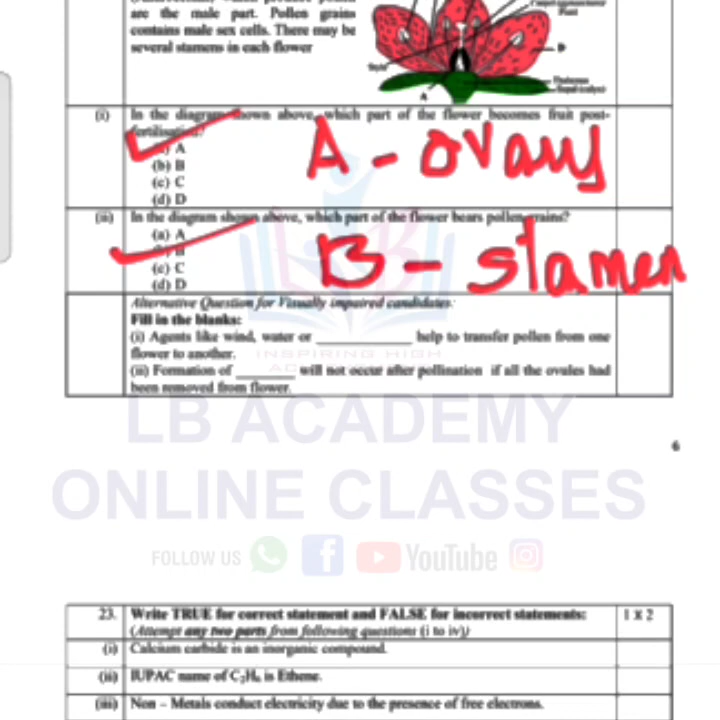 are the male part. Pollen grains
contains male sex cells. There may be
several stamens in each flower
Style
A
D
Thalamus
Sepal (calyx)
(i) In the diagram shown above, which part of the flower becomes fruit post-
fertilisation?
A
(b) B
(c) C
(d) D
A - ovary
(ii) In the diagram shown above, which part of the flower bears pollen grains?
(a) A
(b) B
(c) C
(d) D
B - stamen
Alternative Question for Visually impaired candidates:
Fill in the blanks:
(i) Agents like wind, water or ____________ help to transfer pollen from one
flower to another.
(ii) Formation of ________ will not occur after pollination if all the ovules had
been removed from flower.
INSPIRING HIGH
LB ACADEMY
6
ONLINE CLASSES
FOLLOW US
YouTube
23. Write TRUE for correct statement and FALSE for incorrect statements: 1 x 2
(Attempt any two parts from following questions (i to iv))
(i) Calcium carbide is an inorganic compound.
(ii) IUPAC name of C₂H₆ is Ethene.
(iii) Non – Metals conduct electricity due to the presence of free electrons.